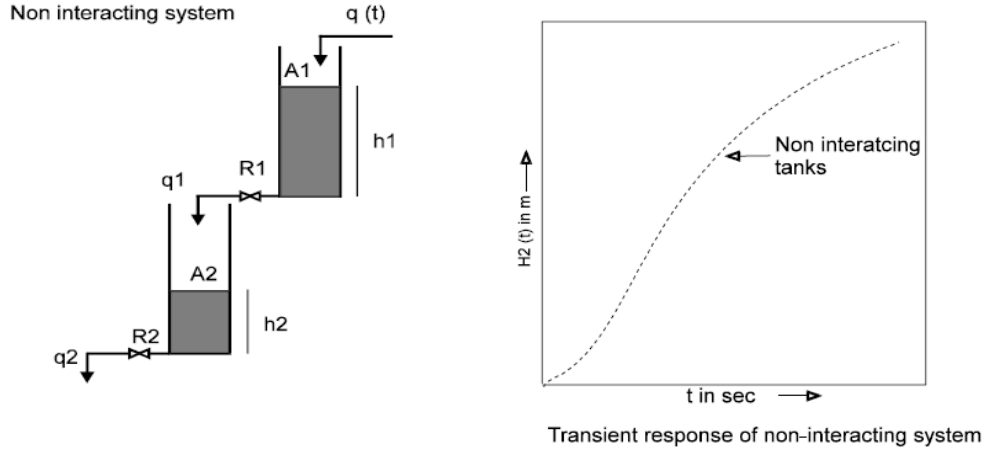 Non interacting system
q (t)
A1
h1
R1
q1
A2
h2
R2
q2
H2 (t) in m
Non interatcing
tanks
t in sec
Transient response of non-interacting system